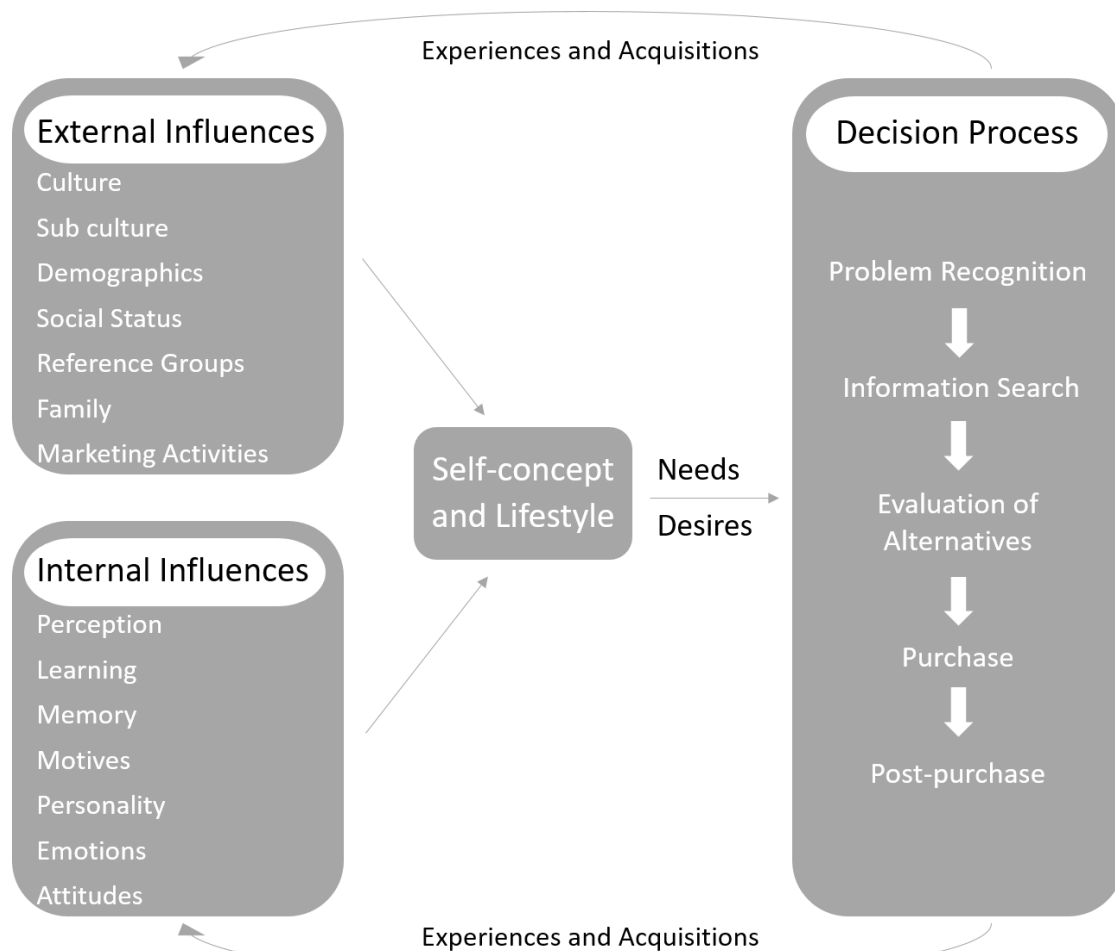 Experiences and Acquisitions
External Influences
Culture
Sub culture
Demographics
Social Status
Reference Groups
Family
Marketing Activities
Internal Influences
Perception
Learning
Memory
Motives
Personality
Emotions
Attitudes
Self-concept
and Lifestyle
Needs
Desires
Decision Process
Problem Recognition
Information Search
Evaluation of
Alternatives
Purchase
Post-purchase
Experiences and Acquisitions